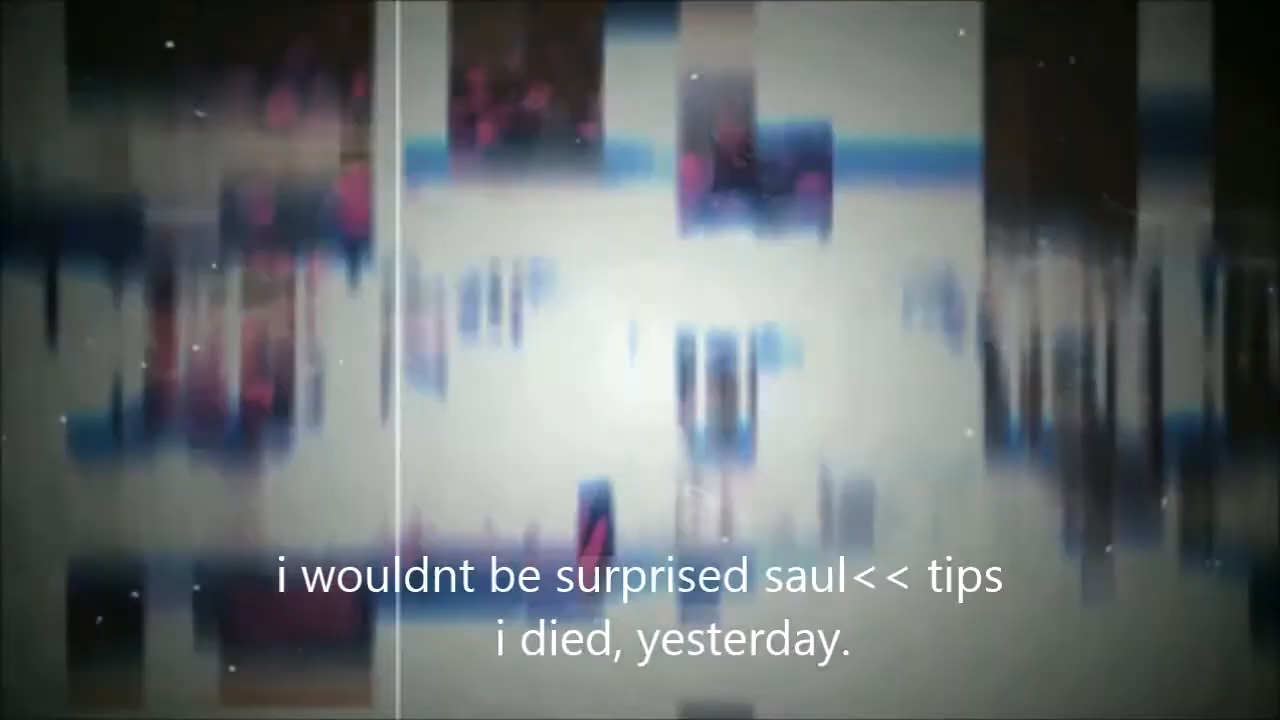 i wouldnt be surprised saul<< tips
i died, yesterday.